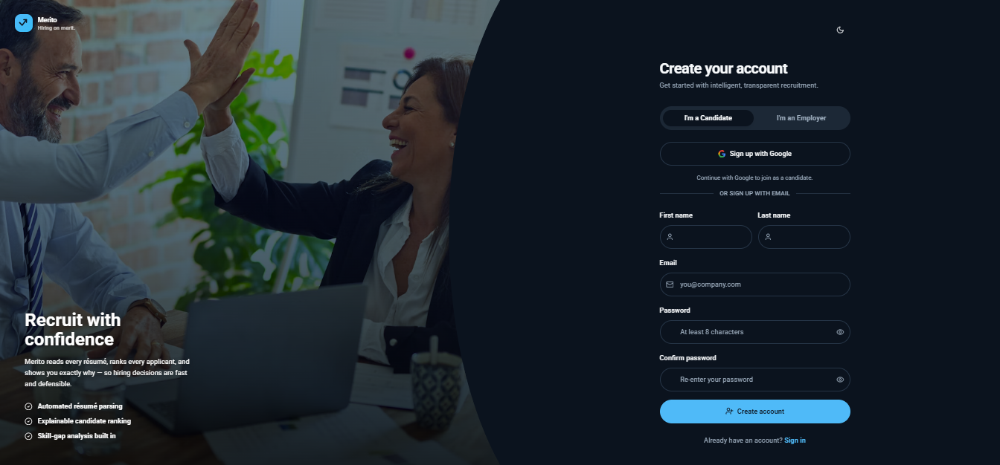 Merito
Hiring on merit.
Recruit with
confidence
Merito reads every résumé, ranks every applicant, and
shows you exactly why — so hiring decisions are fast
and defensible.
Automated résumé parsing
Explainable candidate ranking
Skill-gap analysis built in
Create your account
Get started with intelligent, transparent recruitment.
I'm a Candidate
I'm an Employer
Sign up with Google
Continue with Google to join as a candidate.
OR SIGN UP WITH EMAIL
First name
Last name
Email
you@company.com
Password
At least 8 characters
Confirm password
Re-enter your password
Create account
Already have an account? Sign in